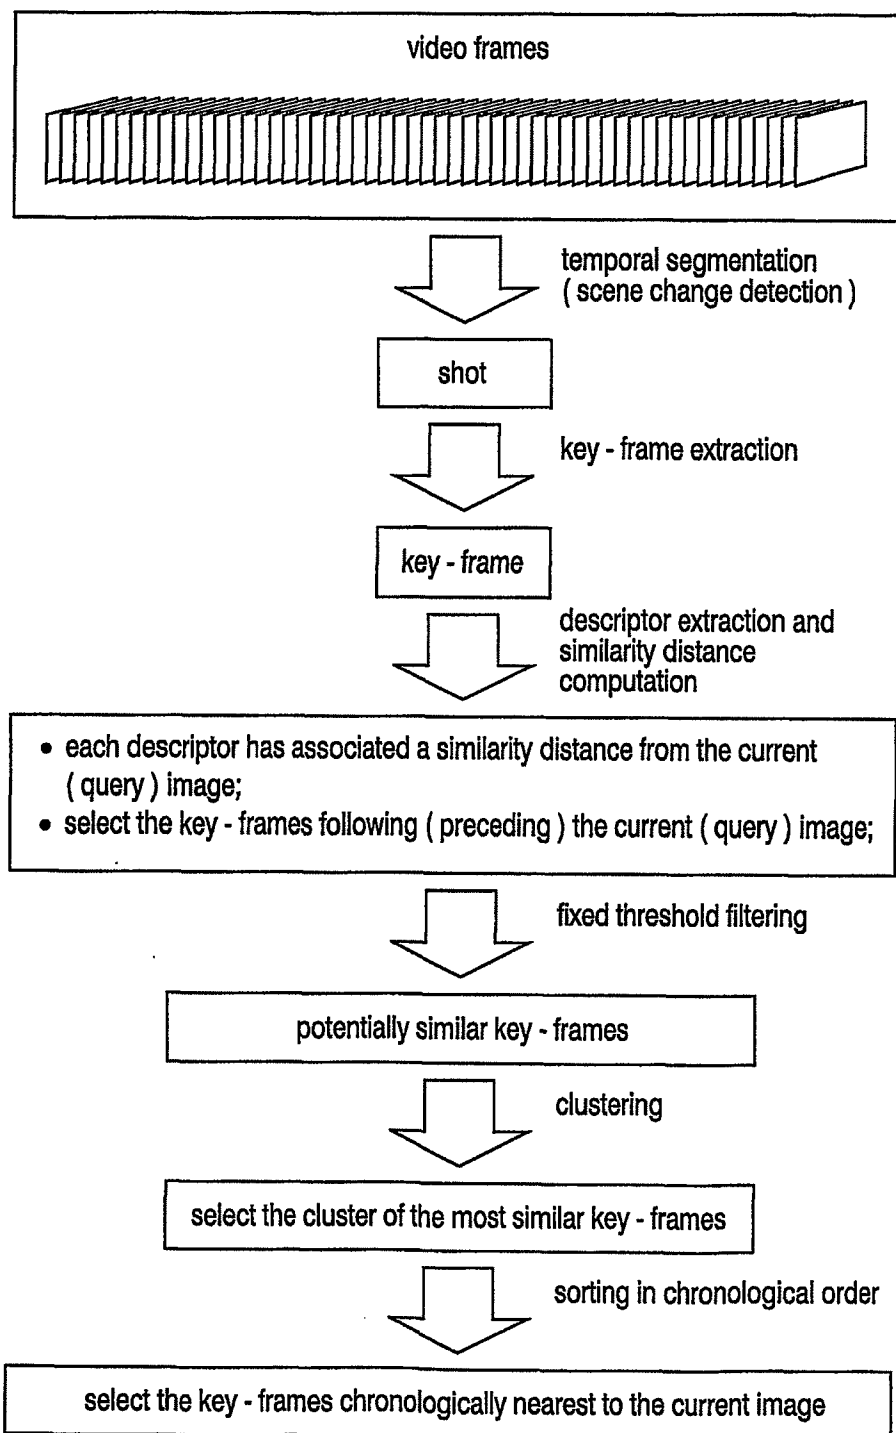 video frames
temporal segmentation
( scene change detection )
shot
key - frame extraction
key - frame
descriptor extraction and
similarity distance
computation
• each descriptor has associated a similarity distance from the current
( query ) image;
• select the key - frames following ( preceding ) the current ( query ) image;
fixed threshold filtering
potentially similar key - frames
clustering
select the cluster of the most similar key - frames
sorting in chronological order
select the key - frames chronologically nearest to the current image